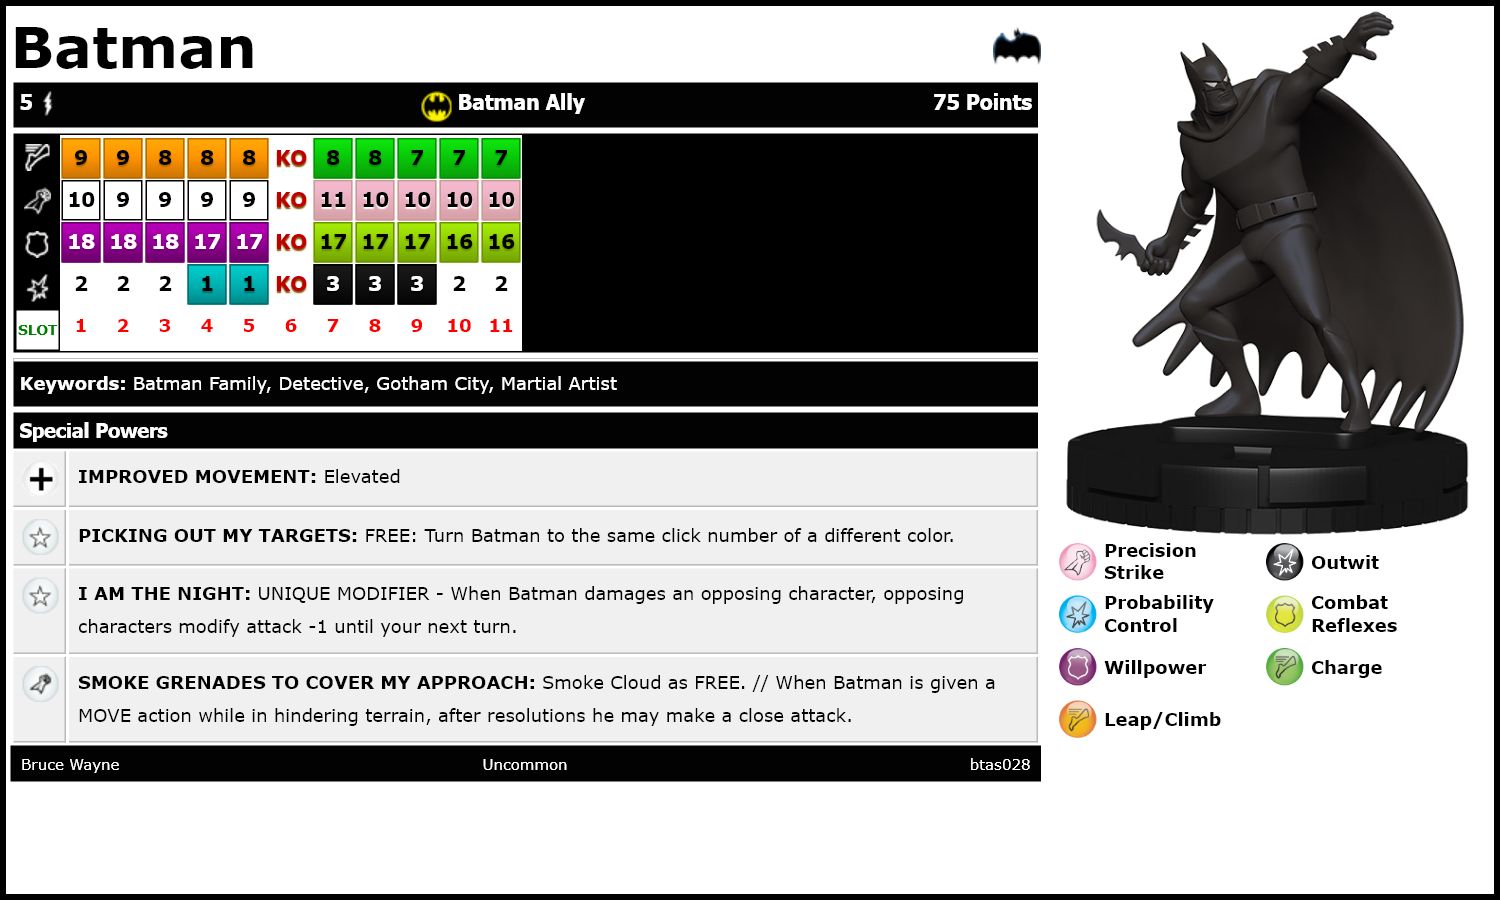 Batman
5 Batman Ally 75 Points
9 9 8 8 8 KO 8 8 7 7 7
10 9 9 9 9 KO 11 10 10 10 10
18 18 18 17 17 KO 17 17 17 16 16
2 2 2 1 1 KO 3 3 3 2 2
SLOT 1 2 3 4 5 6 7 8 9 10 11
Keywords: Batman Family, Detective, Gotham City, Martial Artist
Special Powers
IMPROVED MOVEMENT: Elevated
PICKING OUT MY TARGETS: FREE: Turn Batman to the same click number of a different color.
I AM THE NIGHT: UNIQUE MODIFIER - When Batman damages an opposing character, opposing
characters modify attack -1 until your next turn.
SMOKE GRENADES TO COVER MY APPROACH: Smoke Cloud as FREE. // When Batman is given a
MOVE action while in hindering terrain, after resolutions he may make a close attack.
Bruce Wayne Uncommon btas028
Precision
Strike
Outwit
Probability
Control
Combat
Reflexes
Willpower
Charge
Leap/Climb